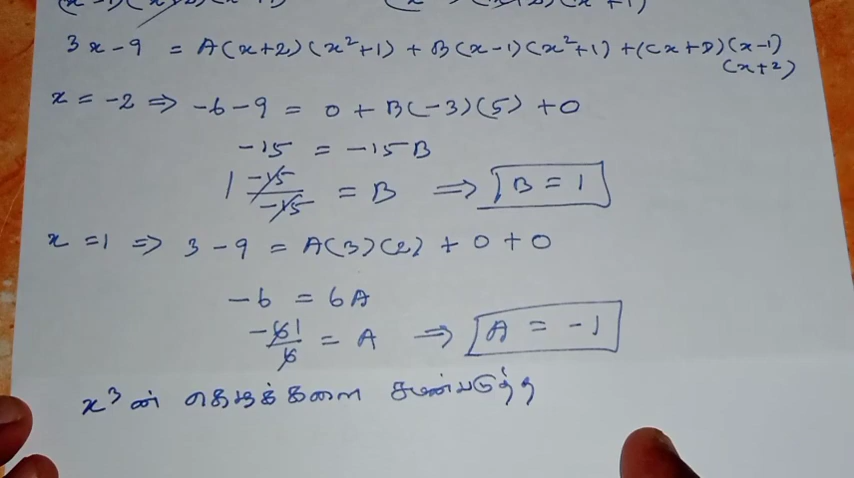 3x-9 = A(x+2)(x²+1) + B(x-1)(x²+1) + (Cx+D)(x-1)
(x+2)
x = -2 ⇒ -6-9 = 0 + B(-3)(5) + 0
-15 = -15B
1 -15/-15 = B ⇒ B = 1
x = 1 ⇒ 3-9 = A(3)(2) + 0 + 0
-6 = 6A
-6 1/6 = A ⇒ A = -1
x³ ன் கெழுக்களை சமன்படுத்த